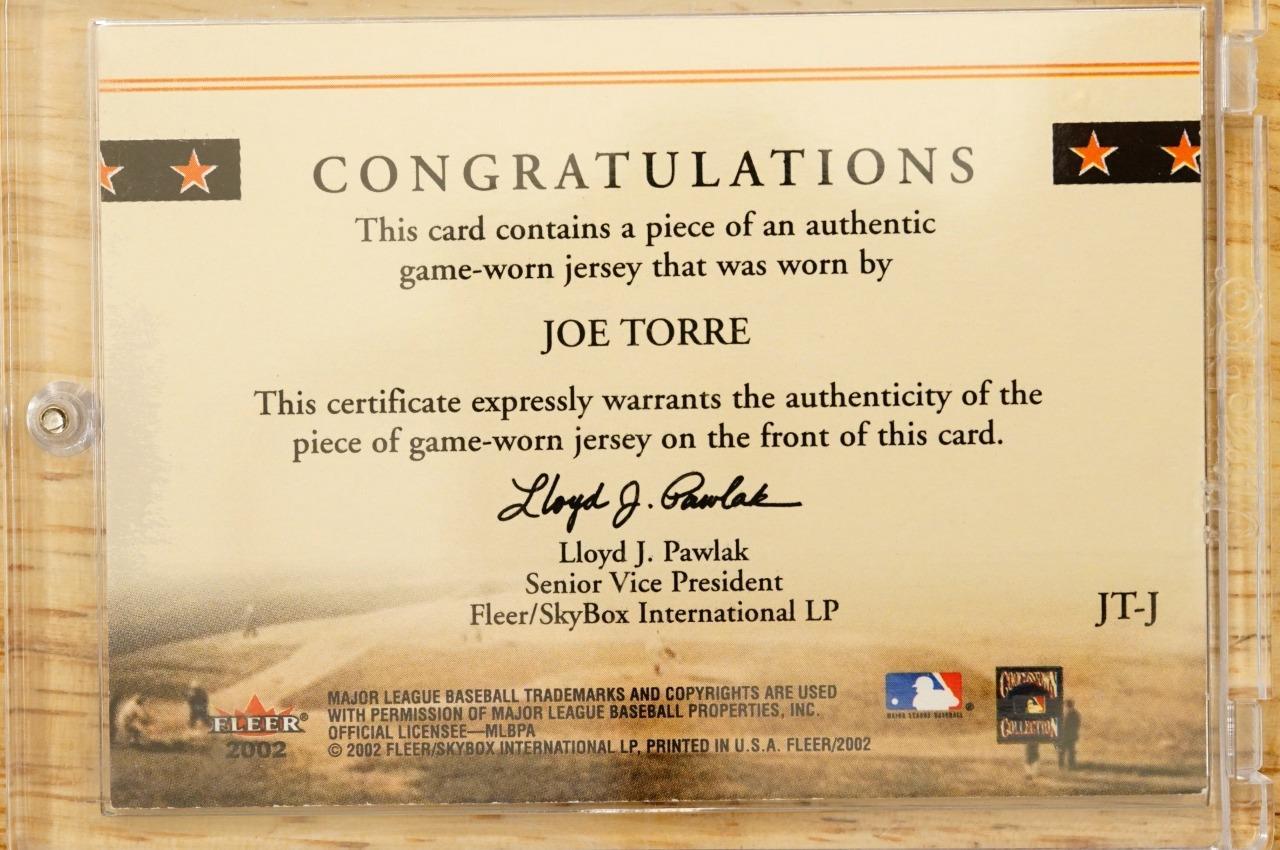 CONGRATULATIONS
This card contains a piece of an authentic
game-worn jersey that was worn by
JOE TORRE
This certificate expressly warrants the authenticity of the
piece of game-worn jersey on the front of this card.
Lloyd J. Pawlak
Lloyd J. Pawlak
Senior Vice President
Fleer/SkyBox International LP
JT-J
FLEER®
2002
MAJOR LEAGUE BASEBALL TRADEMARKS AND COPYRIGHTS ARE USED
WITH PERMISSION OF MAJOR LEAGUE BASEBALL PROPERTIES, INC.
OFFICIAL LICENSEE—MLBPA
© 2002 FLEER/SKYBOX INTERNATIONAL LP, PRINTED IN U.S.A. FLEER/2002
MAJOR LEAGUE BASEBALL®
COOPERSTOWN
COLLECTION